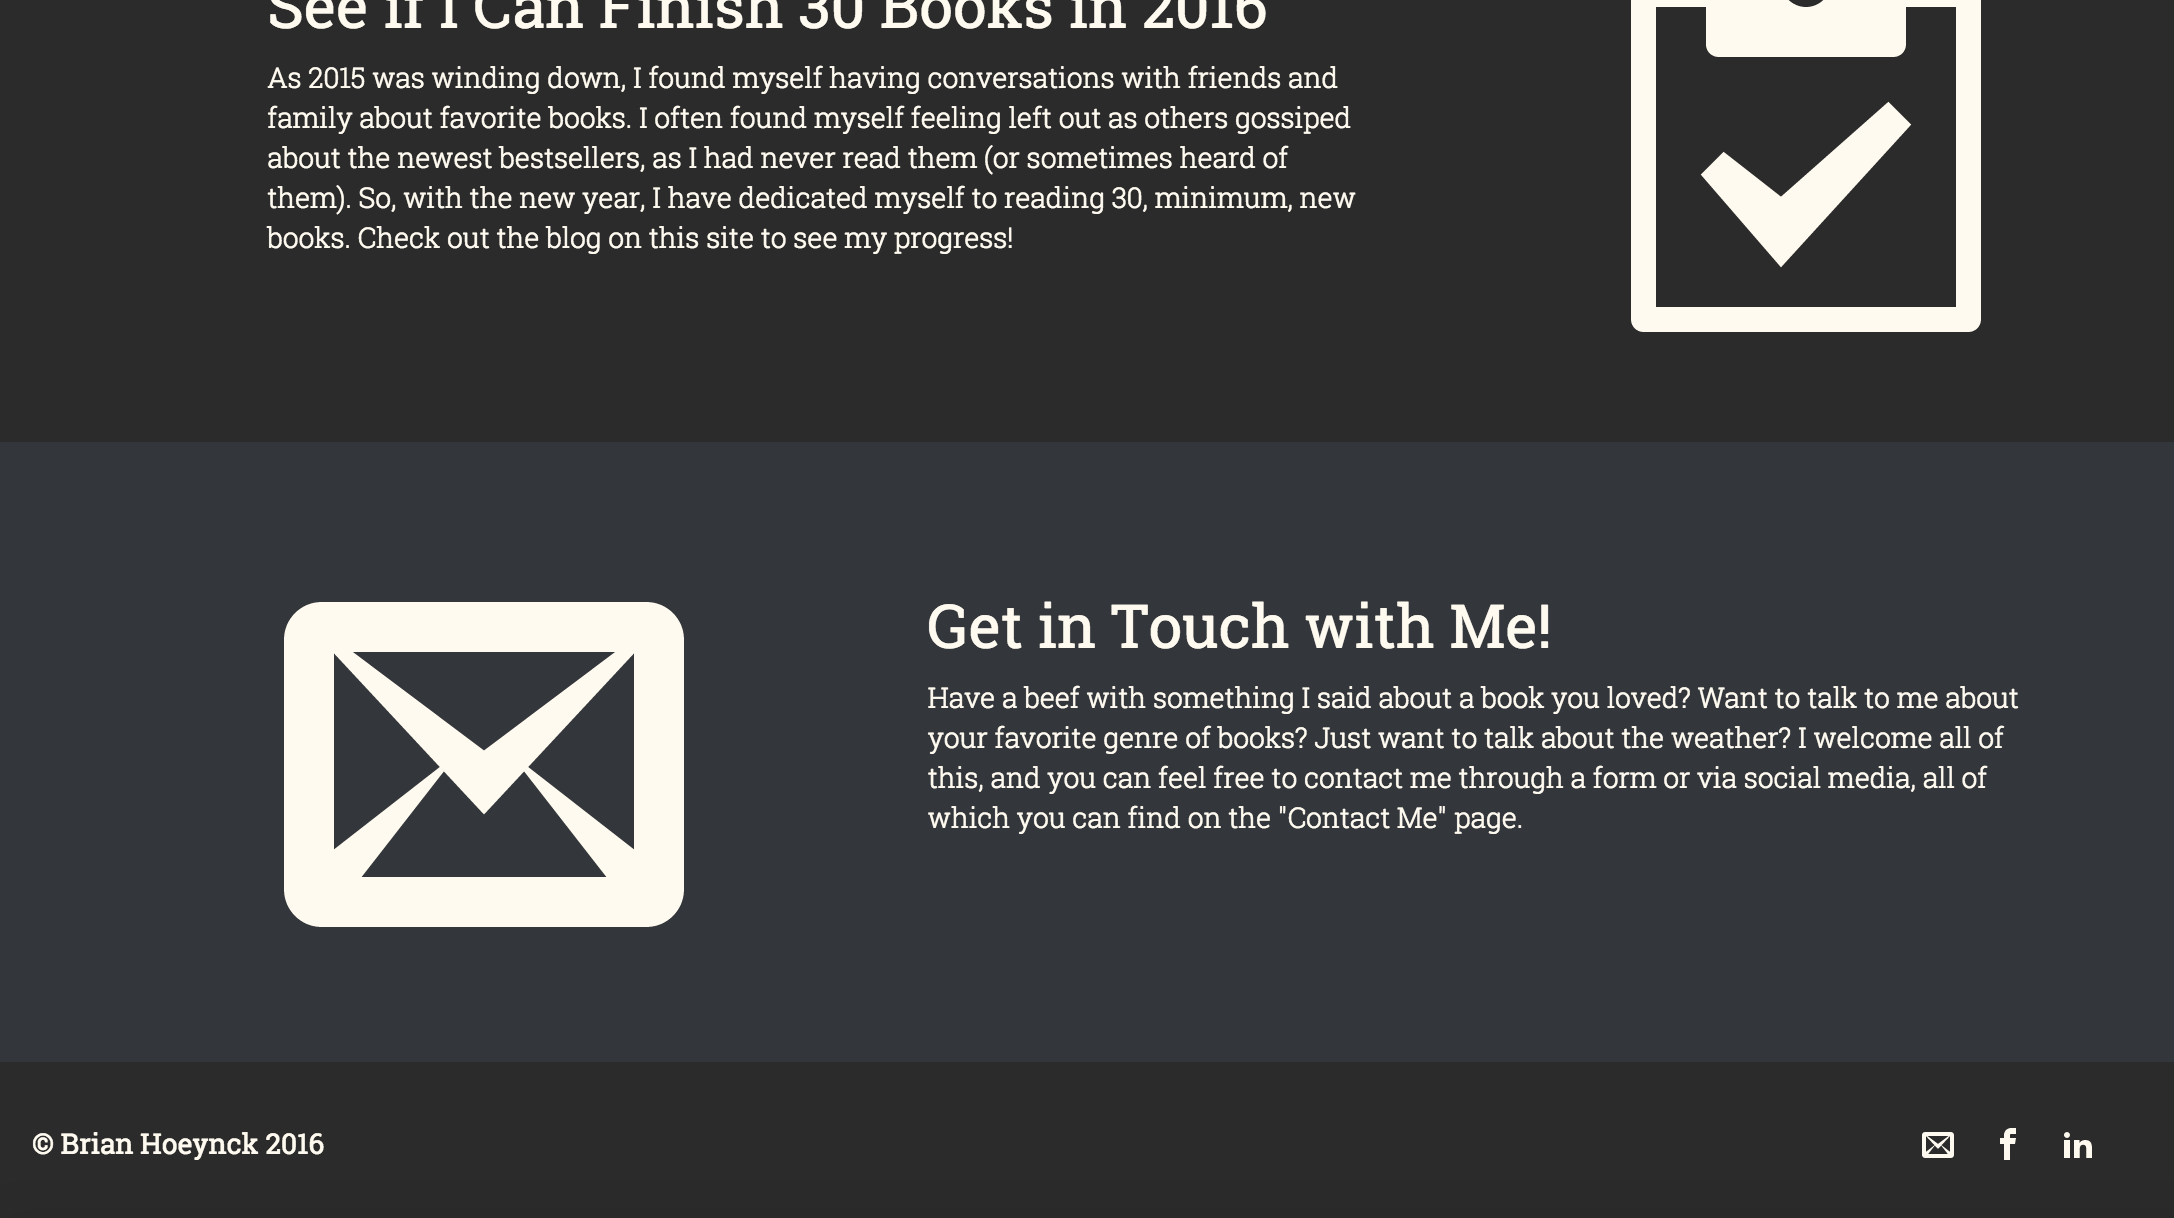 See if I Can Finish 30 Books in 2016
As 2015 was winding down, I found myself having conversations with friends and
family about favorite books. I often found myself feeling left out as others gossiped
about the newest bestsellers, as I had never read them (or sometimes heard of
them). So, with the new year, I have dedicated myself to reading 30, minimum, new
books. Check out the blog on this site to see my progress!
Get in Touch with Me!
Have a beef with something I said about a book you loved? Want to talk to me about
your favorite genre of books? Just want to talk about the weather? I welcome all of
this, and you can feel free to contact me through a form or via social media, all of
which you can find on the "Contact Me" page.
© Brian Hoeynck 2016
f
in